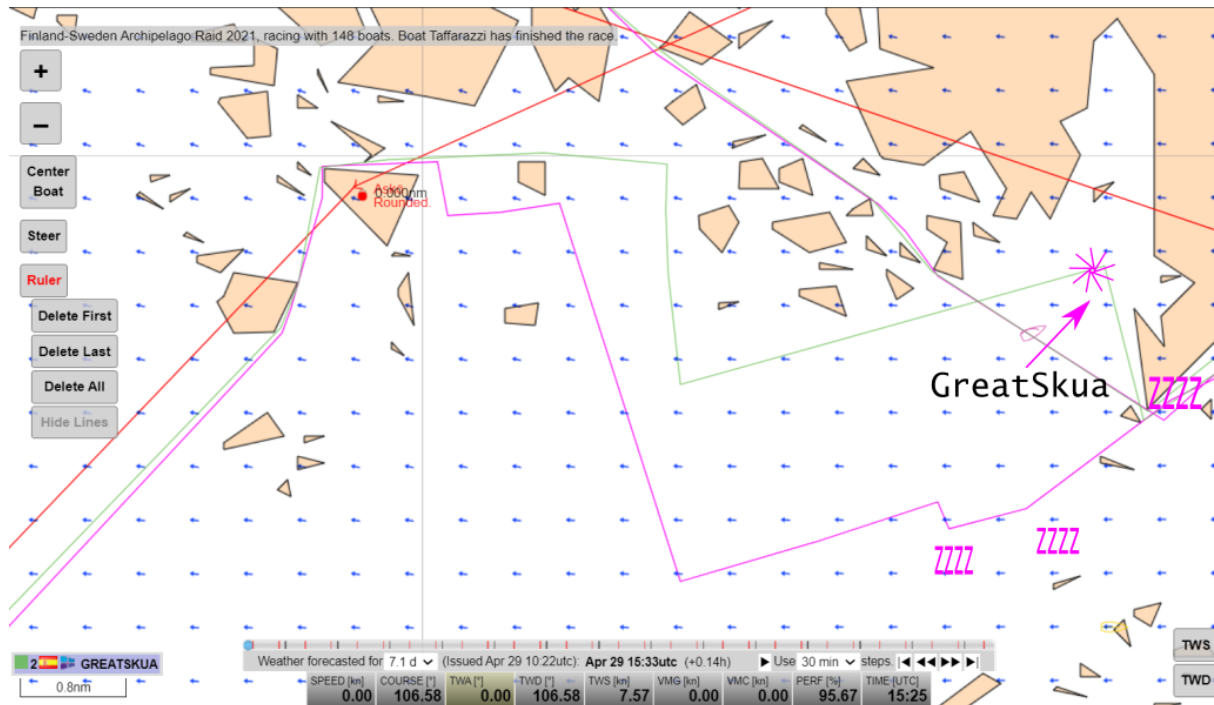 Finland-Sweden Archipelago Raid 2021, racing with 148 boats. Boat Taffarazzi has finished the race.
+
−
Center
Boat
Steer
Ruler
Delete First
Delete Last
Delete All
Hide Lines
0.000nm
Rounded.
GreatSkua
ZZZZ
ZZZZ
ZZZZ
TWS
TWD
2 GREATSKUA
0.8nm
Weather forecasted for 7.1 d (Issued Apr 29 10:22utc): Apr 29 15:33utc (+0.14h) Use 30 min steps.
SPEED [kn] COURSE [°] TWA [°] TWD [°] TWS [kn] VMG [kn] VMC [kn] PERF [%] TIME [UTC]
0.00 106.58 0.00 106.58 7.57 0.00 0.00 95.67 15:25